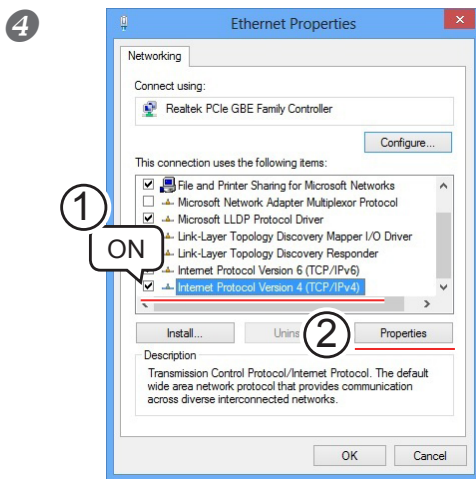 4
Ethernet Properties
Networking
Connect using:
Realtek PCIe GBE Family Controller
Configure...
This connection uses the following items:
File and Printer Sharing for Microsoft Networks
Microsoft Network Adapter Multiplexor Protocol
Microsoft LLDP Protocol Driver
Link-Layer Topology Discovery Mapper I/O Driver
Link-Layer Topology Discovery Responder
Internet Protocol Version 6 (TCP/IPv6)
Internet Protocol Version 4 (TCP/IPv4)
1
ON
Install...
2
Properties
Description
Transmission Control Protocol/Internet Protocol. The default
wide area network protocol that provides communication
across diverse interconnected networks.
OK
Cancel